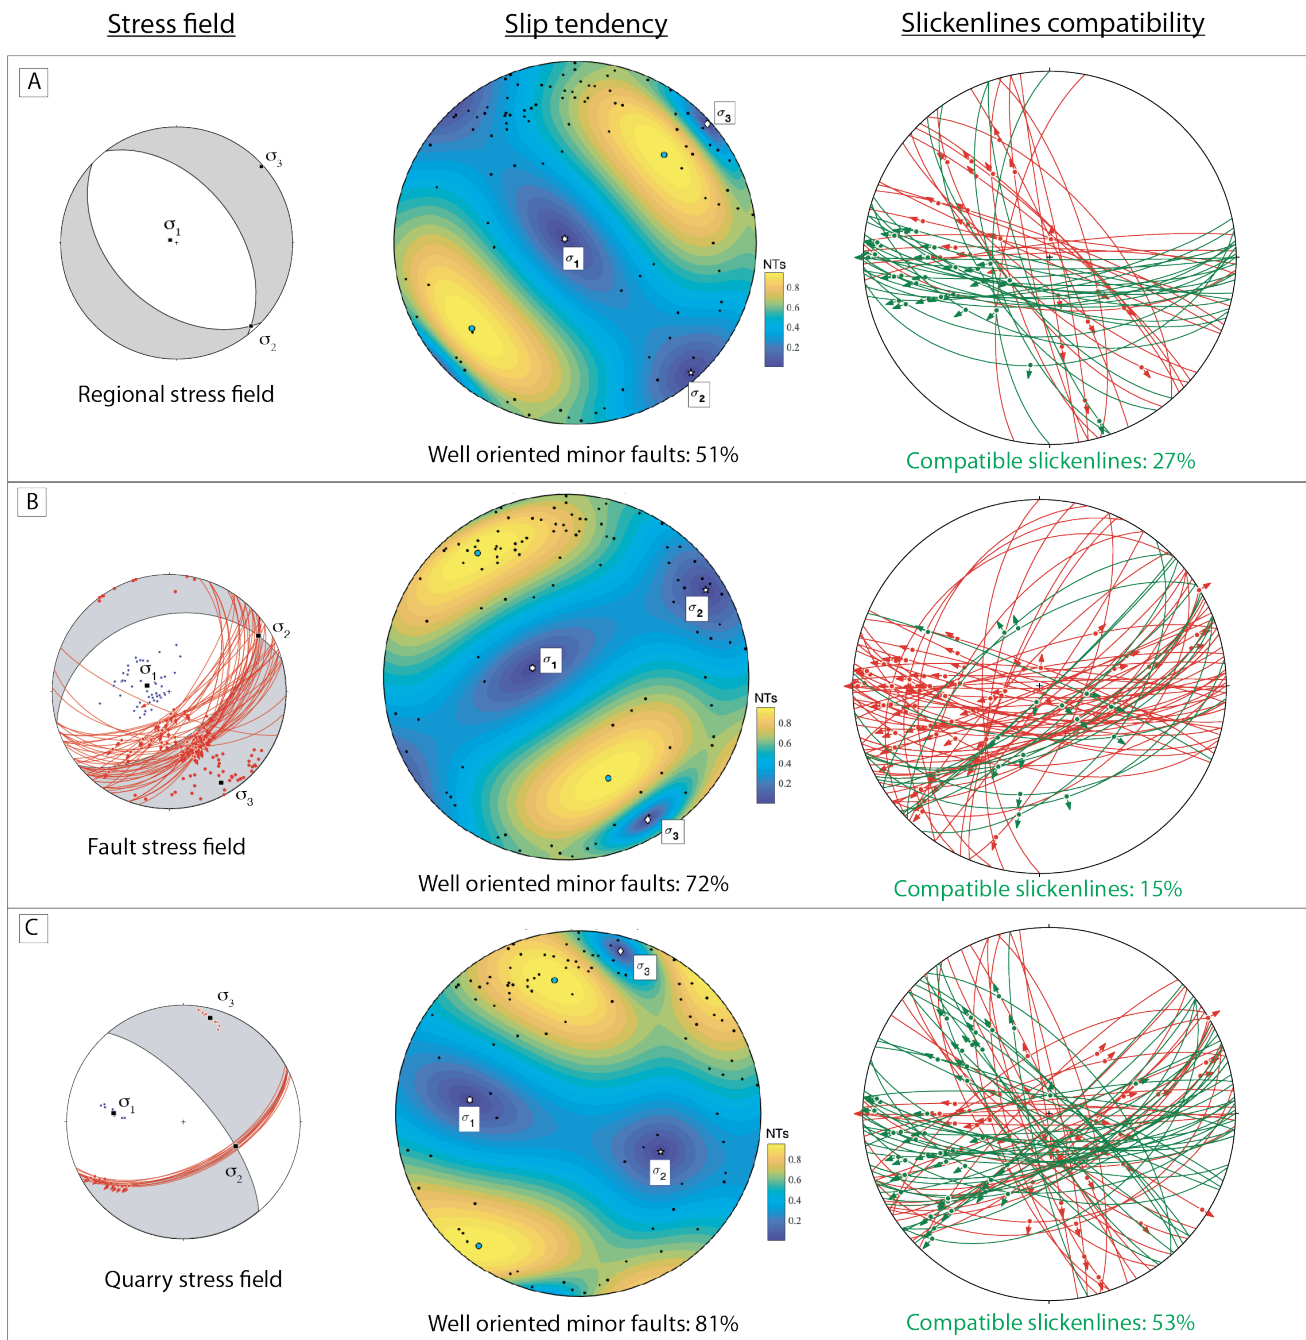 Stress field
Slip tendency
Slickenlines compatibility
A
σ3
σ1
σ2
Regional stress field
σ3
σ1
σ2
NTs
0.8
0.6
0.4
0.2
Well oriented minor faults: 51%
Compatible slickenlines: 27%
B
σ2
σ1
σ3
Fault stress field
σ2
σ1
σ3
NTs
0.8
0.6
0.4
0.2
Well oriented minor faults: 72%
Compatible slickenlines: 15%
C
σ3
σ1
σ2
Quarry stress field
σ3
σ1
σ2
NTs
0.8
0.6
0.4
0.2
Well oriented minor faults: 81%
Compatible slickenlines: 53%